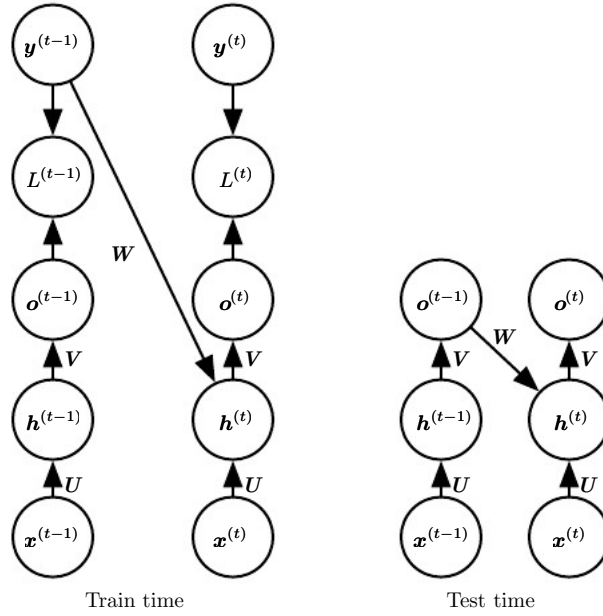 y^(t−1) y^(t)
L^(t−1) L^(t)
W
o^(t−1) o^(t) o^(t−1) o^(t)
W
V V V V
h^(t−1) h^(t) h^(t−1) h^(t)
U U U U
x^(t−1) x^(t) x^(t−1) x^(t)
Train time Test time